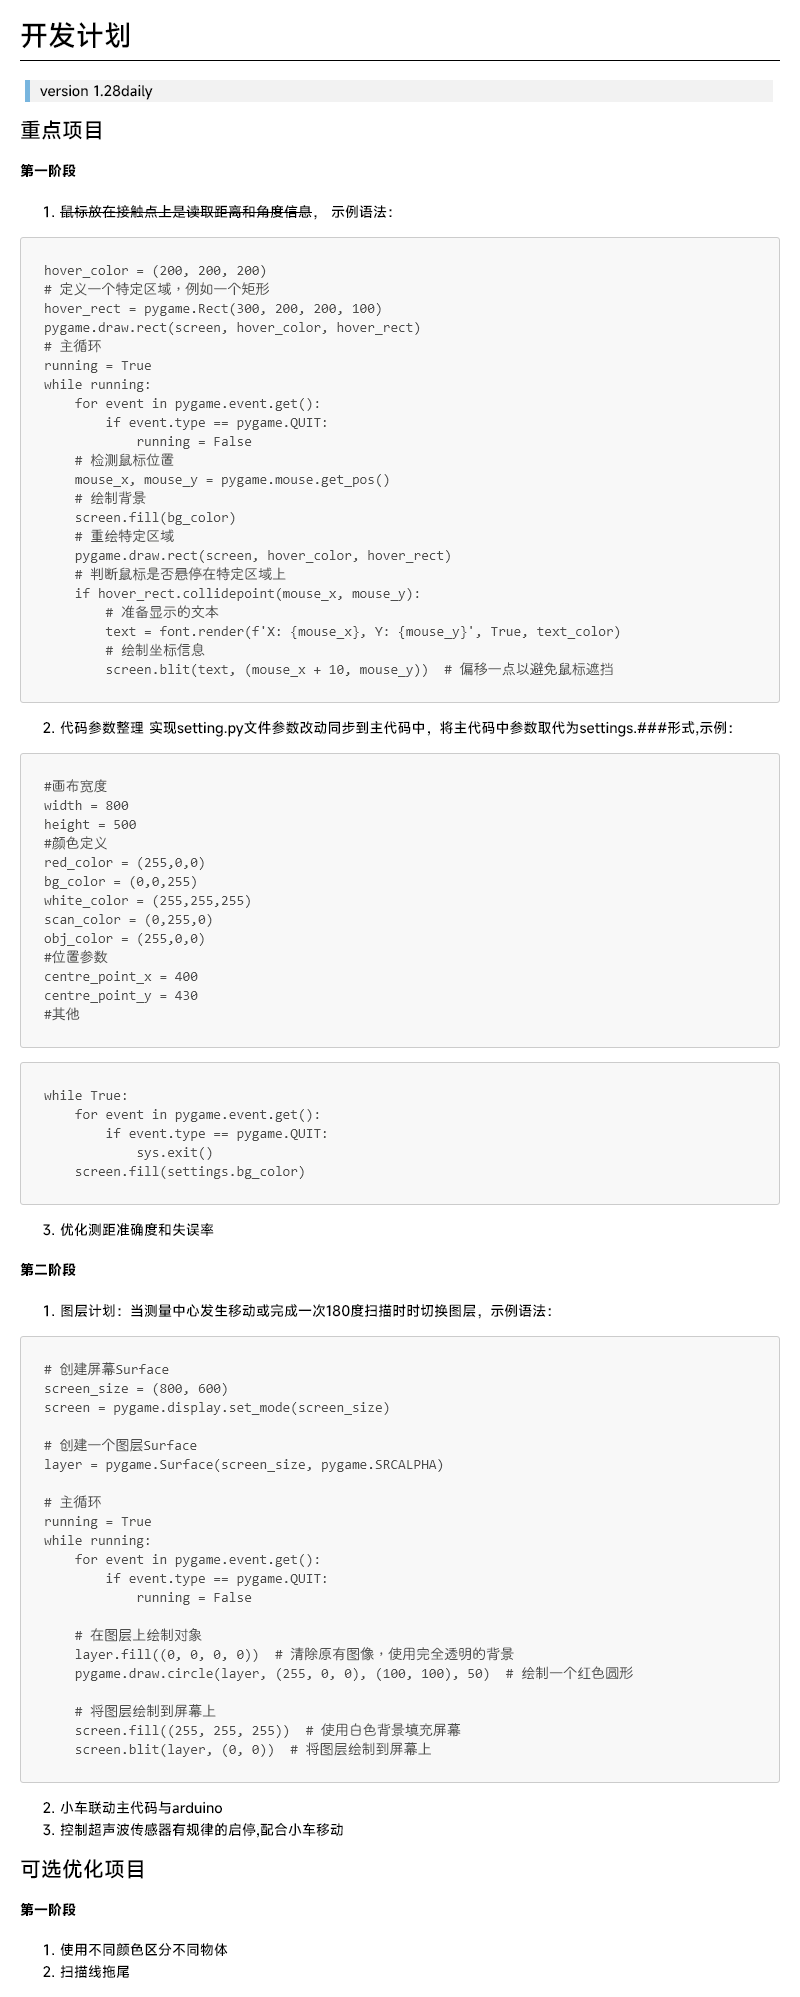 开发计划
version 1.28daily
重点项目
第一阶段
1. 鼠标放在接触点上是读取距离和角度信息， 示例语法：
hover_color = (200, 200, 200)
# 定义一个特定区域，例如一个矩形
hover_rect = pygame.Rect(300, 200, 200, 100)
pygame.draw.rect(screen, hover_color, hover_rect)
# 主循环
running = True
while running:
    for event in pygame.event.get():
        if event.type == pygame.QUIT:
            running = False
    # 检测鼠标位置
    mouse_x, mouse_y = pygame.mouse.get_pos()
    # 绘制背景
    screen.fill(bg_color)
    # 重绘特定区域
    pygame.draw.rect(screen, hover_color, hover_rect)
    # 判断鼠标是否悬停在特定区域上
    if hover_rect.collidepoint(mouse_x, mouse_y):
        # 准备显示的文本
        text = font.render(f'X: {mouse_x}, Y: {mouse_y}', True, text_color)
        # 绘制坐标信息
        screen.blit(text, (mouse_x + 10, mouse_y))  # 偏移一点以避免鼠标遮挡
2. 代码参数整理 实现setting.py文件参数改动同步到主代码中，将主代码中参数取代为settings.###形式,示例：
#画布宽度
width = 800
height = 500
#颜色定义
red_color = (255,0,0)
bg_color = (0,0,255)
white_color = (255,255,255)
scan_color = (0,255,0)
obj_color = (255,0,0)
#位置参数
centre_point_x = 400
centre_point_y = 430
#其他
while True:
    for event in pygame.event.get():
        if event.type == pygame.QUIT:
            sys.exit()
    screen.fill(settings.bg_color)
3. 优化测距准确度和失误率
第二阶段
1. 图层计划：当测量中心发生移动或完成一次180度扫描时时切换图层，示例语法：
# 创建屏幕Surface
screen_size = (800, 600)
screen = pygame.display.set_mode(screen_size)
# 创建一个图层Surface
layer = pygame.Surface(screen_size, pygame.SRCALPHA)
# 主循环
running = True
while running:
    for event in pygame.event.get():
        if event.type == pygame.QUIT:
            running = False
    # 在图层上绘制对象
    layer.fill((0, 0, 0, 0))  # 清除原有图像，使用完全透明的背景
    pygame.draw.circle(layer, (255, 0, 0), (100, 100), 50)  # 绘制一个红色圆形
    # 将图层绘制到屏幕上
    screen.fill((255, 255, 255))  # 使用白色背景填充屏幕
    screen.blit(layer, (0, 0))  # 将图层绘制到屏幕上
2. 小车联动主代码与arduino
3. 控制超声波传感器有规律的启停,配合小车移动
可选优化项目
第一阶段
1. 使用不同颜色区分不同物体
2. 扫描线拖尾